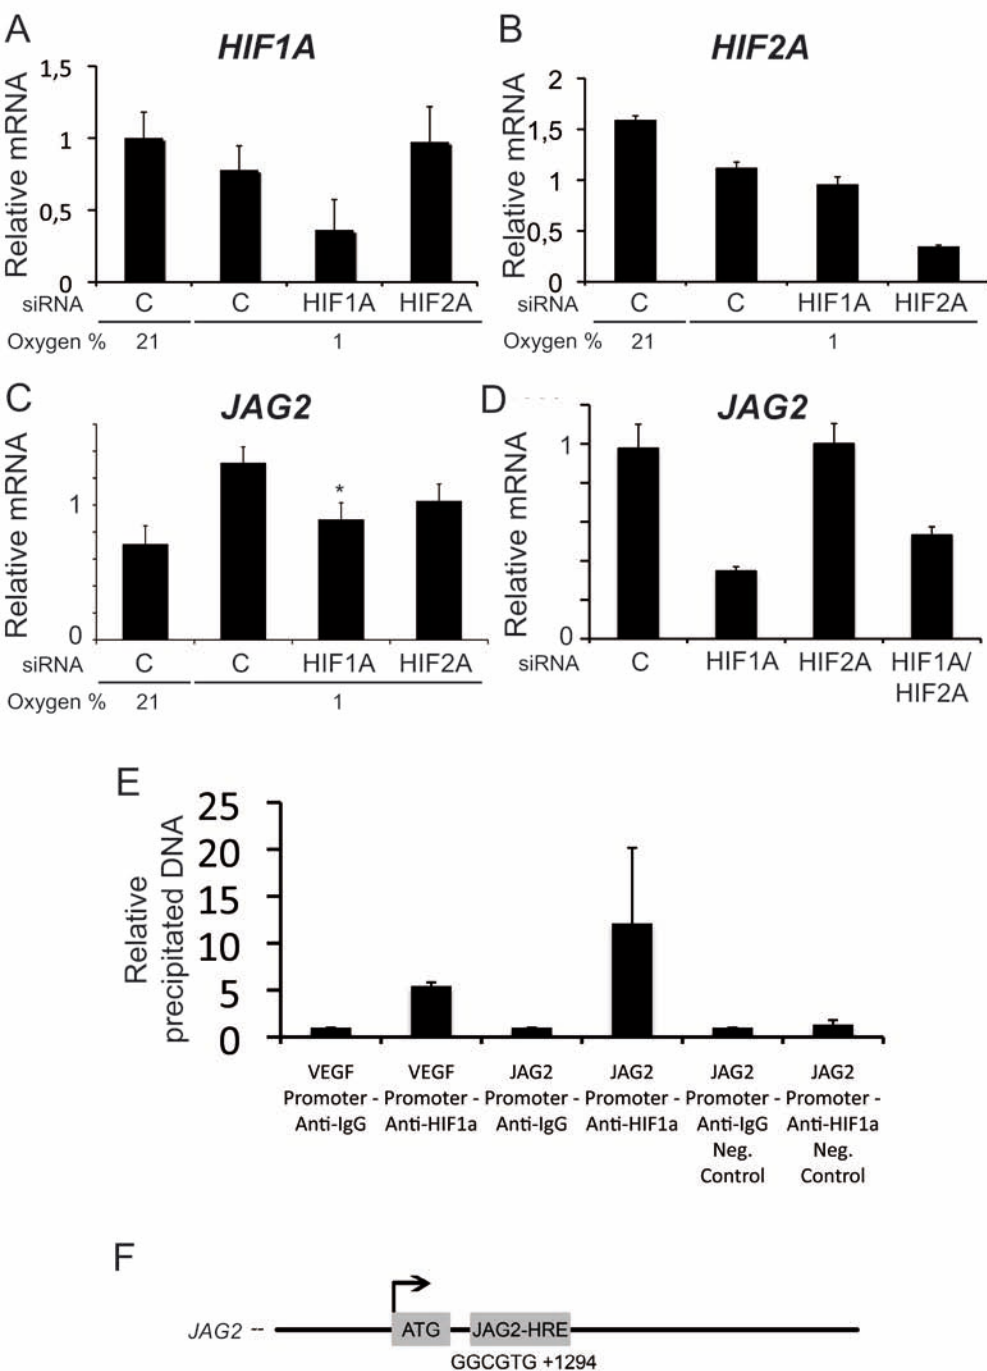 A
HIF1A
Relative mRNA
1,5
1
0,5
0
siRNA C C HIF1A HIF2A
Oxygen % 21 1
B
HIF2A
Relative mRNA
2
1,5
1
0,5
0
siRNA C C HIF1A HIF2A
Oxygen % 21 1
C
JAG2
Relative mRNA
1
0
siRNA C C HIF1A HIF2A
Oxygen % 21 1
*
D
JAG2
Relative mRNA
1
0
siRNA C HIF1A HIF2A HIF1A/
HIF2A
E
Relative
precipitated DNA
25
20
15
10
5
0
VEGF
Promoter -
Anti-IgG
VEGF
Promoter -
Anti-HIF1a
JAG2
Promoter -
Anti-IgG
JAG2
Promoter -
Anti-HIF1a
JAG2
Promoter -
Anti-IgG
Neg.
Control
JAG2
Promoter -
Anti-HIF1a
Neg.
Control
F
JAG2 -- ATG JAG2-HRE
GGCGTG +1294